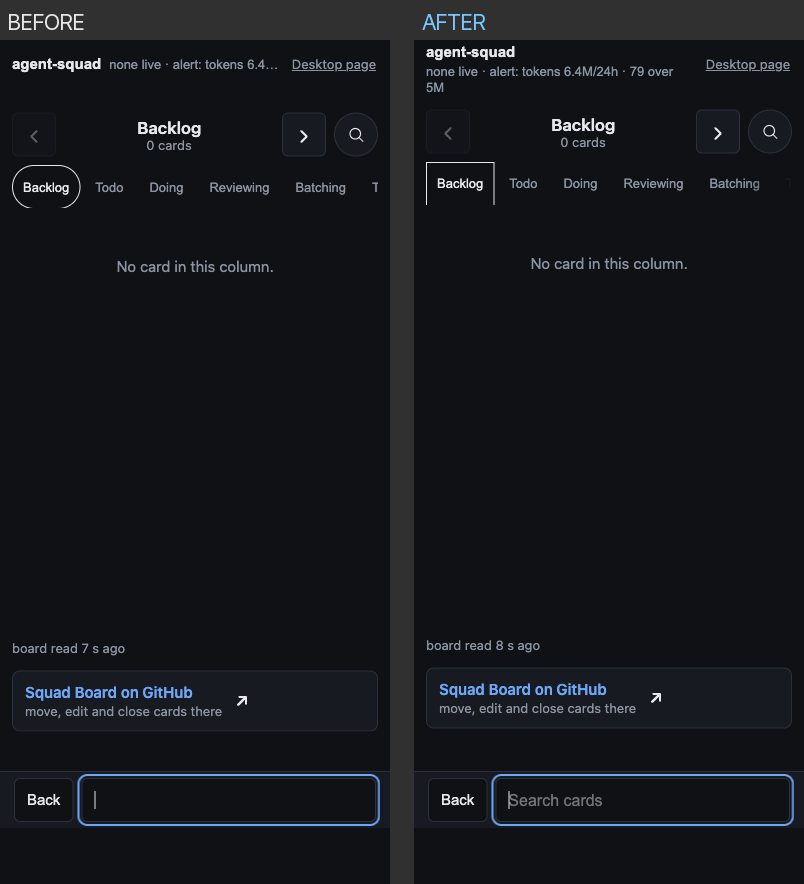 BEFORE
agent-squad none live · alert: tokens 6.4... Desktop page
Backlog
0 cards
Backlog Todo Doing Reviewing Batching T
No card in this column.
board read 7 s ago
Squad Board on GitHub
move, edit and close cards there
Back
AFTER
agent-squad
none live · alert: tokens 6.4M/24h · 79 over
5M
Desktop page
Backlog
0 cards
Backlog Todo Doing Reviewing Batching T
No card in this column.
board read 8 s ago
Squad Board on GitHub
move, edit and close cards there
Back Search cards